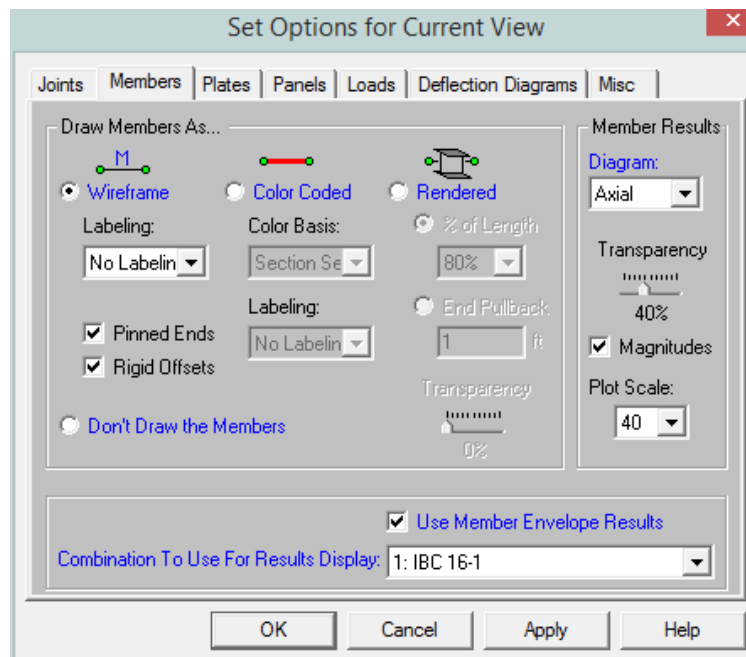 Set Options for Current View
Joints Members Plates Panels Loads Deflection Diagrams Misc
Draw Members As...
M
Wireframe Color Coded Rendered
Labeling: Color Basis: % of Length
No Labelin Section Se 80%
Labeling: End Pullback
Pinned Ends No Labelin 1 ft
Rigid Offsets
Transparency
Don't Draw the Members
0%
Member Results
Diagram:
Axial
Transparency
40%
Magnitudes
Plot Scale:
40
Use Member Envelope Results
Combination To Use For Results Display: 1: IBC 16-1
OK Cancel Apply Help